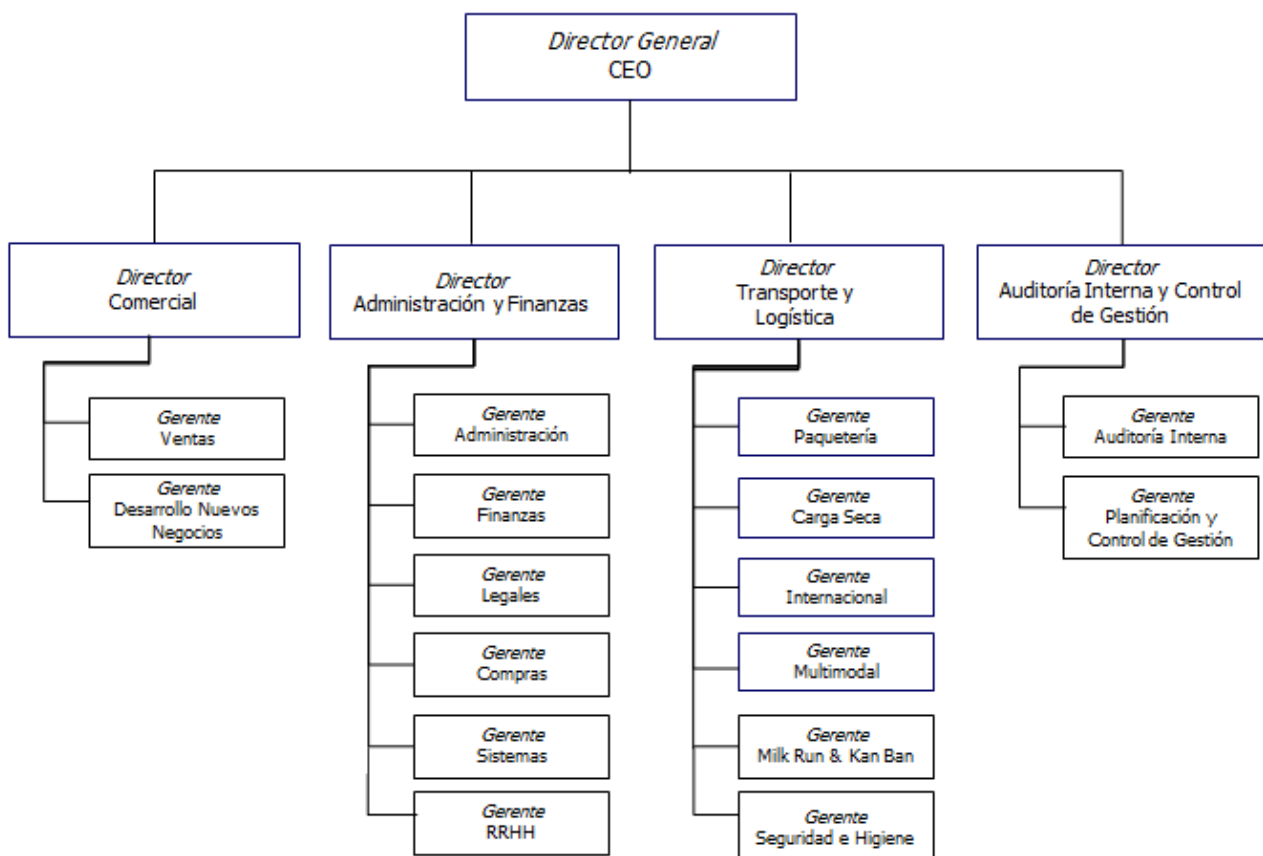 Director General
CEO
Director
Comercial
Gerente
Ventas
Gerente
Desarrollo Nuevos
Negocios
Director
Administración y Finanzas
Gerente
Administración
Gerente
Finanzas
Gerente
Legales
Gerente
Compras
Gerente
Sistemas
Gerente
RRHH
Director
Transporte y
Logística
Gerente
Paquetería
Gerente
Carga Seca
Gerente
Internacional
Gerente
Multimodal
Gerente
Milk Run & Kan Ban
Gerente
Seguridad e Higiene
Director
Auditoría Interna y Control
de Gestión
Gerente
Auditoría Interna
Gerente
Planificación y
Control de Gestión